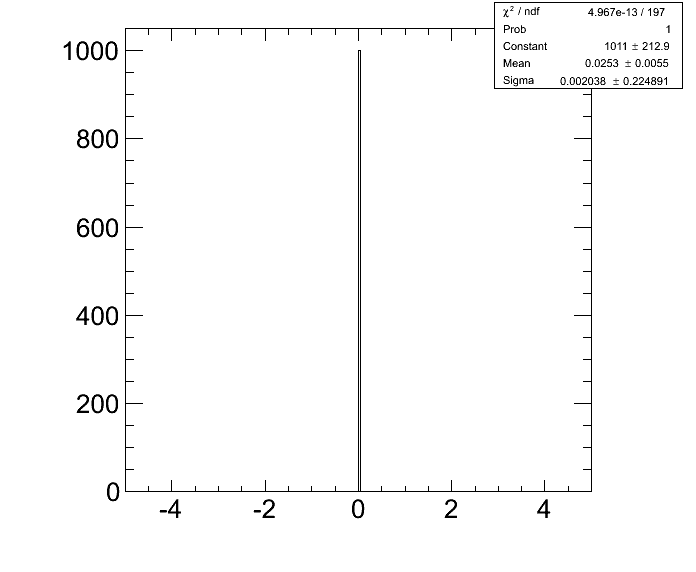 χ² / ndf 4.967e-13 / 197
Prob 1
Constant 1011 ± 212.9
Mean 0.0253 ± 0.0055
Sigma 0.002038 ± 0.224891
1000
800
600
400
200
0
-4 -2 0 2 4